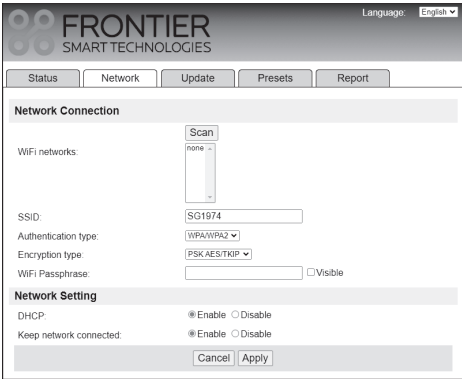 Language: English
FRONTIER
SMART TECHNOLOGIES
Status Network Update Presets Report
Network Connection
Scan
WiFi networks: none
SSID: SG1974
Authentication type: WPA/WPA2
Encryption type: PSK AES/TKIP
WiFi Passphrase: Visible
Network Setting
DHCP: Enable Disable
Keep network connected: Enable Disable
Cancel Apply